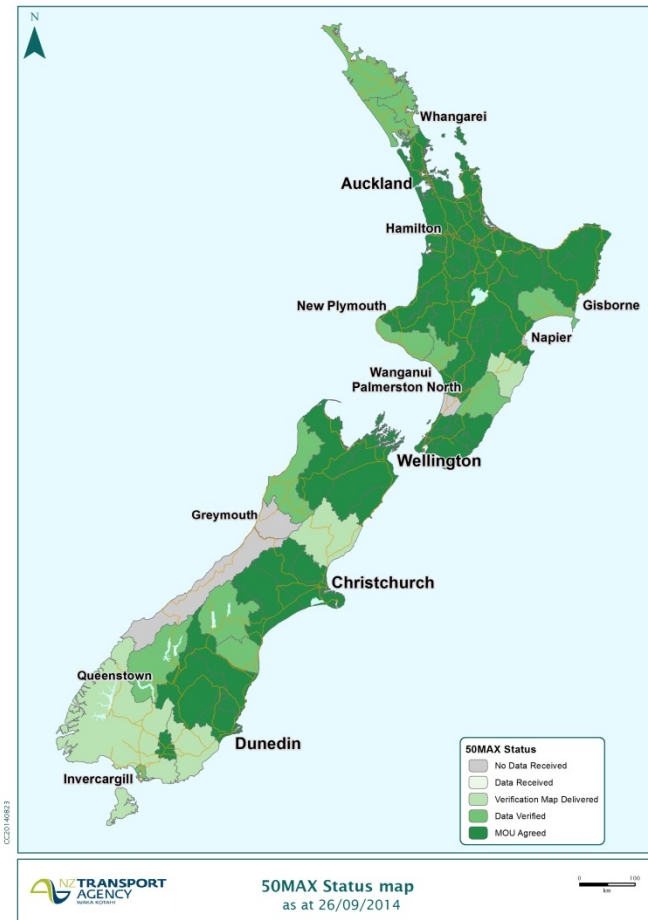 N
Whangarei
Auckland
Hamilton
New Plymouth
Gisborne
Napier
Wanganui
Palmerston North
Wellington
Greymouth
Christchurch
Queenstown
Dunedin
Invercargill
50MAX Status
No Data Received
Data Received
Verification Map Delivered
Data Verified
MOU Agreed
CC20140823
NZ TRANSPORT
AGENCY
WAKA KOTAHI
50MAX Status map
as at 26/09/2014
0 100
km